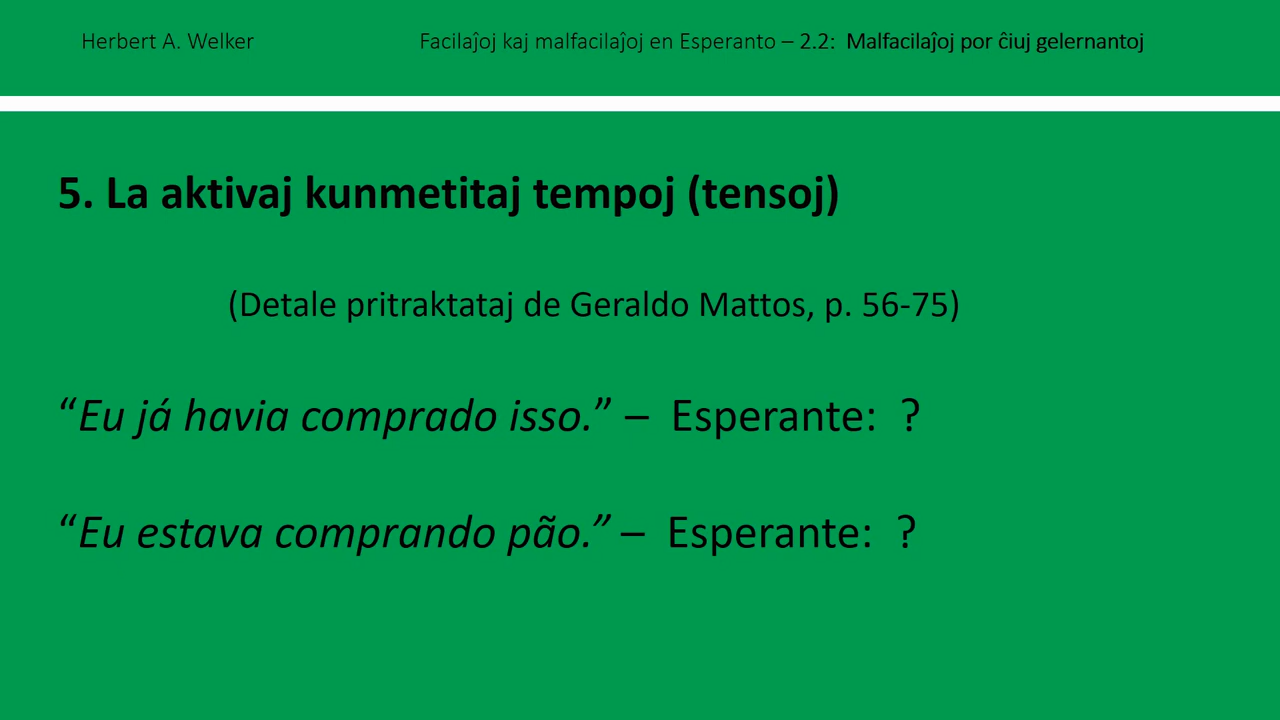 Herbert A. Welker Facilaĵoj kaj malfacilaĵoj en Esperanto – 2.2: Malfacilaĵoj por ĉiuj gelernantoj
5. La aktivaj kunmetitaj tempoj (tensoj)
(Detale pritraktataj de Geraldo Mattos, p. 56-75)
“Eu já havia comprado isso.” – Esperante: ?
“Eu estava comprando pão.” – Esperante: ?